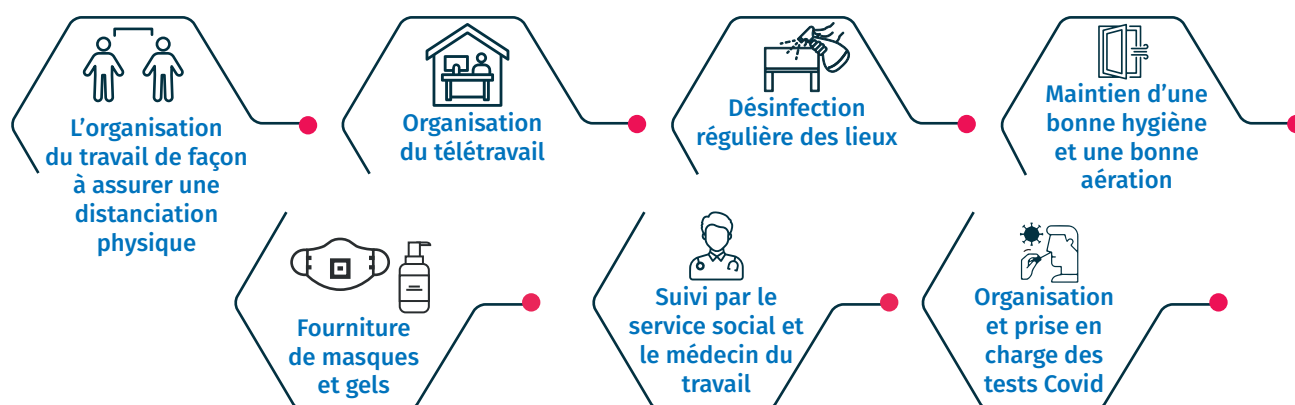 L'organisation
du travail de façon
à assurer une
distanciation
physique
Organisation
du télétravail
Désinfection
régulière des lieux
Maintien d'une
bonne hygiène
et une bonne
aération
Fourniture
de masques
et gels
Suivi par le
service social et
le médecin du
travail
Organisation
et prise en
charge des
tests Covid